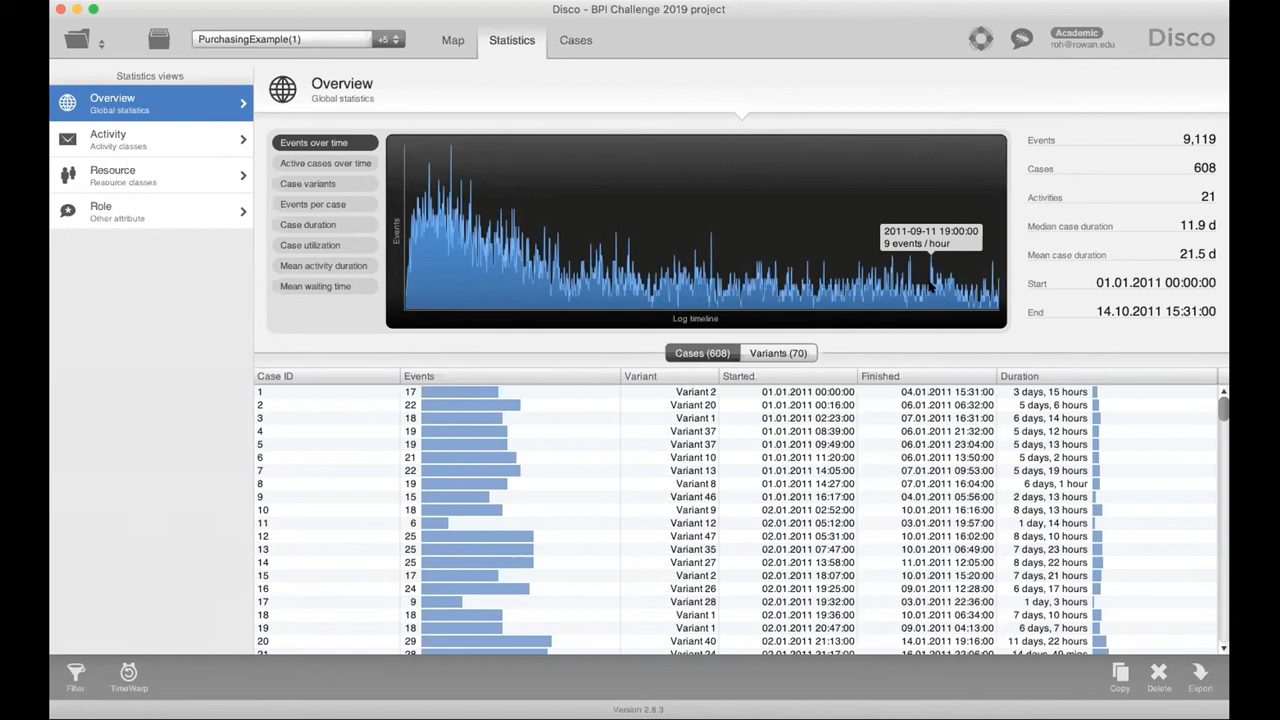 Disco - BPI Challenge 2019 project
PurchasingExample(1) +5 Map Statistics Cases Academic roh@rowan.edu Disco
Statistics views
Overview
Global statistics
Activity
Activity classes
Resource
Resource classes
Role
Other attribute
Overview
Global statistics
Events over time
Active cases over time
Case variants
Events per case
Case duration
Case utilization
Mean activity duration
Mean waiting time
Events
2011-09-11 19:00:00
9 events / hour
Log timeline
Events 9,119
Cases 608
Activities 21
Median case duration 11.9 d
Mean case duration 21.5 d
Start 01.01.2011 00:00:00
End 14.10.2011 15:31:00
Cases (608) Variants (70)
Case ID Events Variant Started Finished Duration
1 17 Variant 2 01.01.2011 00:00:00 04.01.2011 15:31:00 3 days, 15 hours
2 22 Variant 20 01.01.2011 00:16:00 06.01.2011 06:32:00 5 days, 6 hours
3 18 Variant 1 01.01.2011 02:23:00 07.01.2011 16:31:00 6 days, 14 hours
4 19 Variant 37 01.01.2011 08:39:00 06.01.2011 21:32:00 5 days, 12 hours
5 19 Variant 37 01.01.2011 09:49:00 06.01.2011 23:04:00 5 days, 13 hours
6 21 Variant 10 01.01.2011 11:20:00 06.01.2011 13:50:00 5 days, 2 hours
7 22 Variant 13 01.01.2011 14:05:00 07.01.2011 09:53:00 5 days, 19 hours
8 19 Variant 8 01.01.2011 14:27:00 07.01.2011 16:04:00 6 days, 1 hour
9 15 Variant 46 01.01.2011 16:17:00 04.01.2011 05:56:00 2 days, 13 hours
10 18 Variant 9 02.01.2011 02:52:00 10.01.2011 16:16:00 8 days, 13 hours
11 6 Variant 12 02.01.2011 05:12:00 03.01.2011 19:57:00 1 day, 14 hours
12 25 Variant 47 02.01.2011 05:31:00 10.01.2011 16:02:00 8 days, 10 hours
13 25 Variant 35 02.01.2011 07:47:00 10.01.2011 06:49:00 7 days, 23 hours
14 25 Variant 27 02.01.2011 13:58:00 11.01.2011 12:05:00 8 days, 22 hours
15 17 Variant 2 02.01.2011 18:07:00 10.01.2011 15:20:00 7 days, 21 hours
16 24 Variant 26 02.01.2011 19:25:00 09.01.2011 12:28:00 6 days, 17 hours
17 9 Variant 28 02.01.2011 19:32:00 03.01.2011 22:36:00 1 day, 3 hours
18 18 Variant 1 02.01.2011 19:36:00 10.01.2011 06:34:00 7 days, 10 hours
19 18 Variant 1 02.01.2011 20:47:00 09.01.2011 04:13:00 6 days, 7 hours
20 29 Variant 40 02.01.2011 21:13:00 14.01.2011 19:16:00 11 days, 22 hours
21 28 Variant 24 02.01.2011 21:17:00 14 days, 49 mins
Filter TimeWarp Copy Delete Export
Version 2.8.3